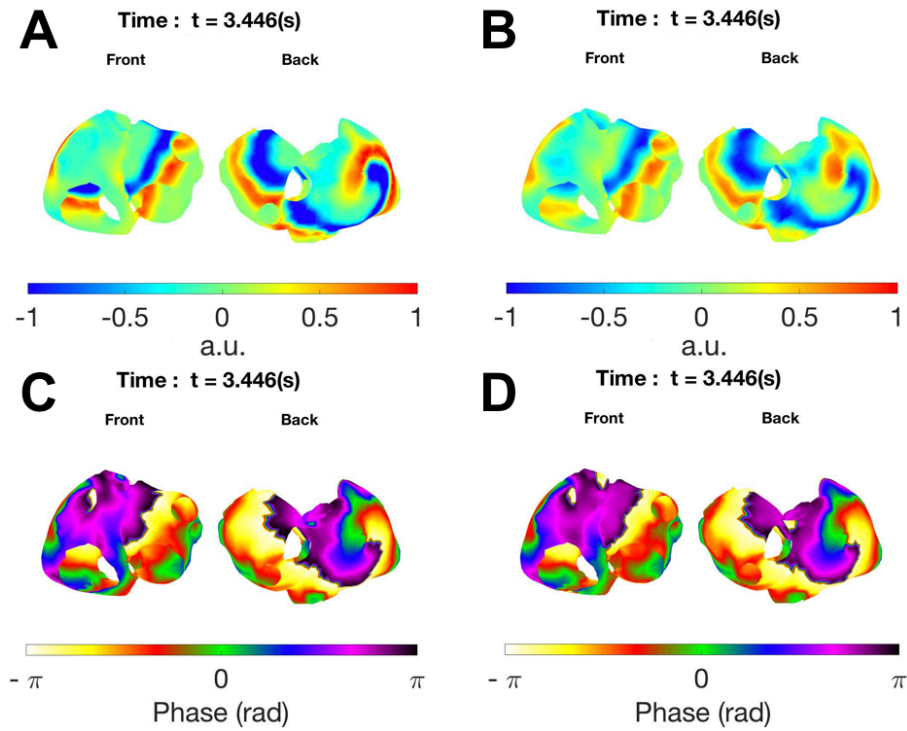 A
Time : t = 3.446(s)
Front Back
-1 -0.5 0 0.5 1
a.u.
B
Time : t = 3.446(s)
Front Back
-1 -0.5 0 0.5 1
a.u.
C
Time : t = 3.446(s)
Front Back
- π 0 π
Phase (rad)
D
Time : t = 3.446(s)
Front Back
- π 0 π
Phase (rad)